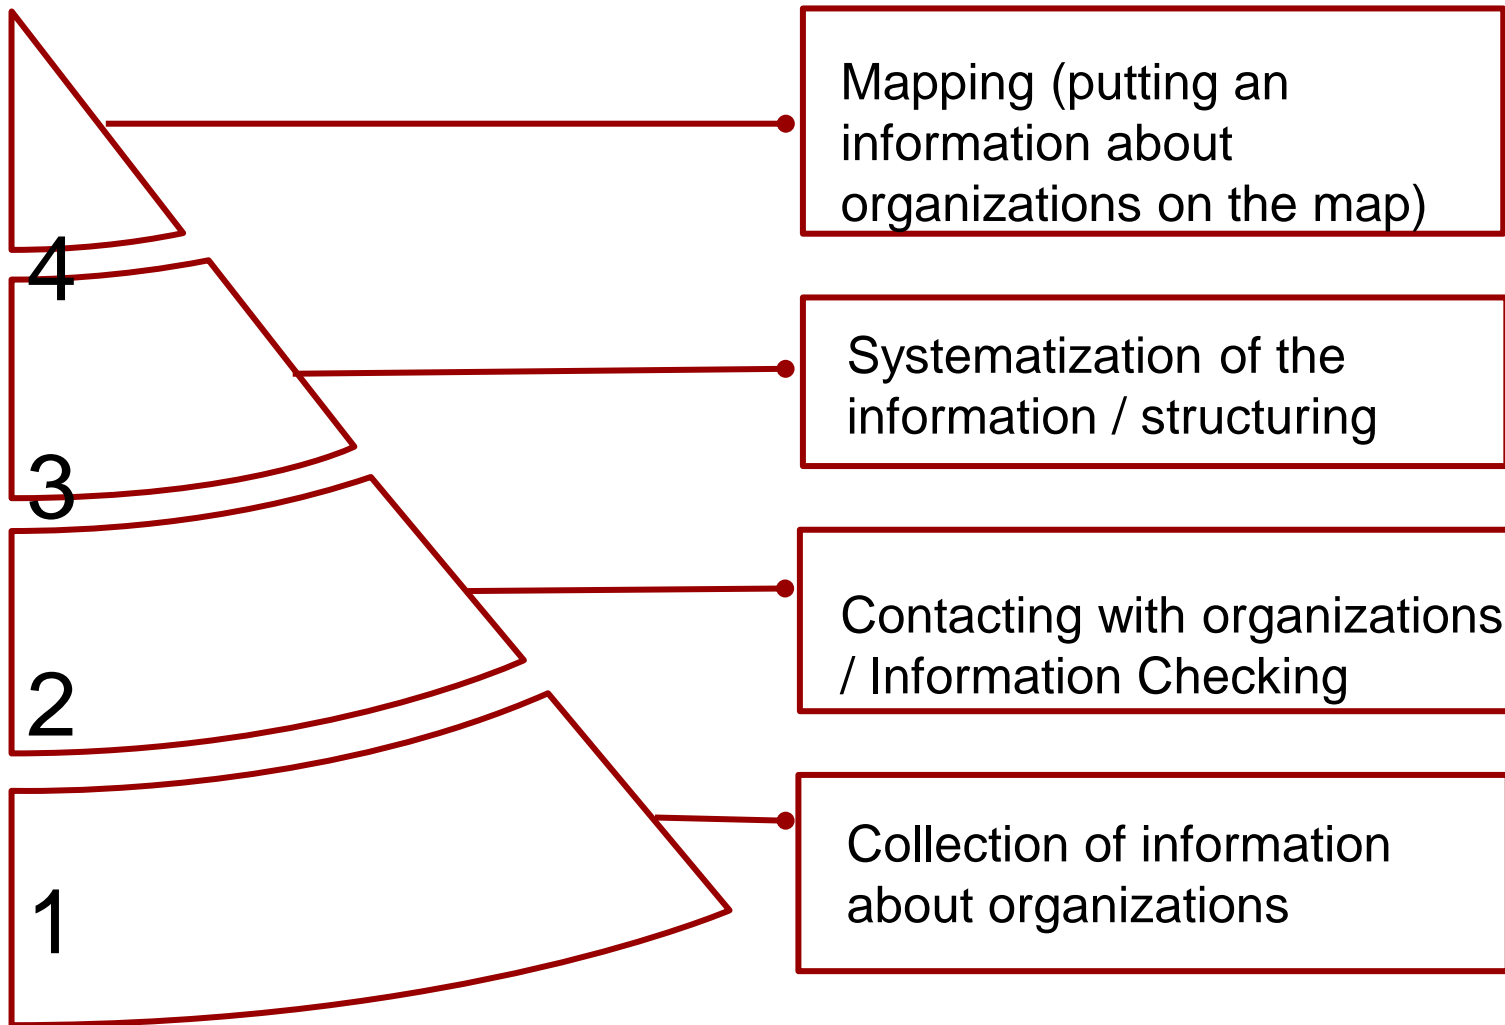 4
Mapping (putting an
information about
organizations on the map)
3
Systematization of the
information / structuring
2
Contacting with organizations
/ Information Checking
1
Collection of information
about organizations